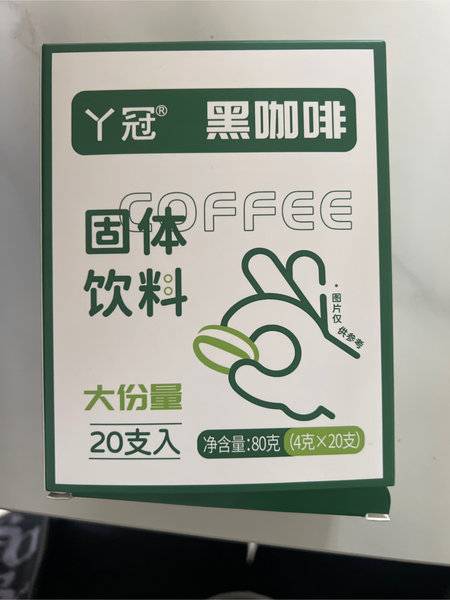 丫冠® 黑咖啡
COFFEE
固体
饮料
·图片仅
供参考
大份量
20支入
净含量:80克 (4克×20支)